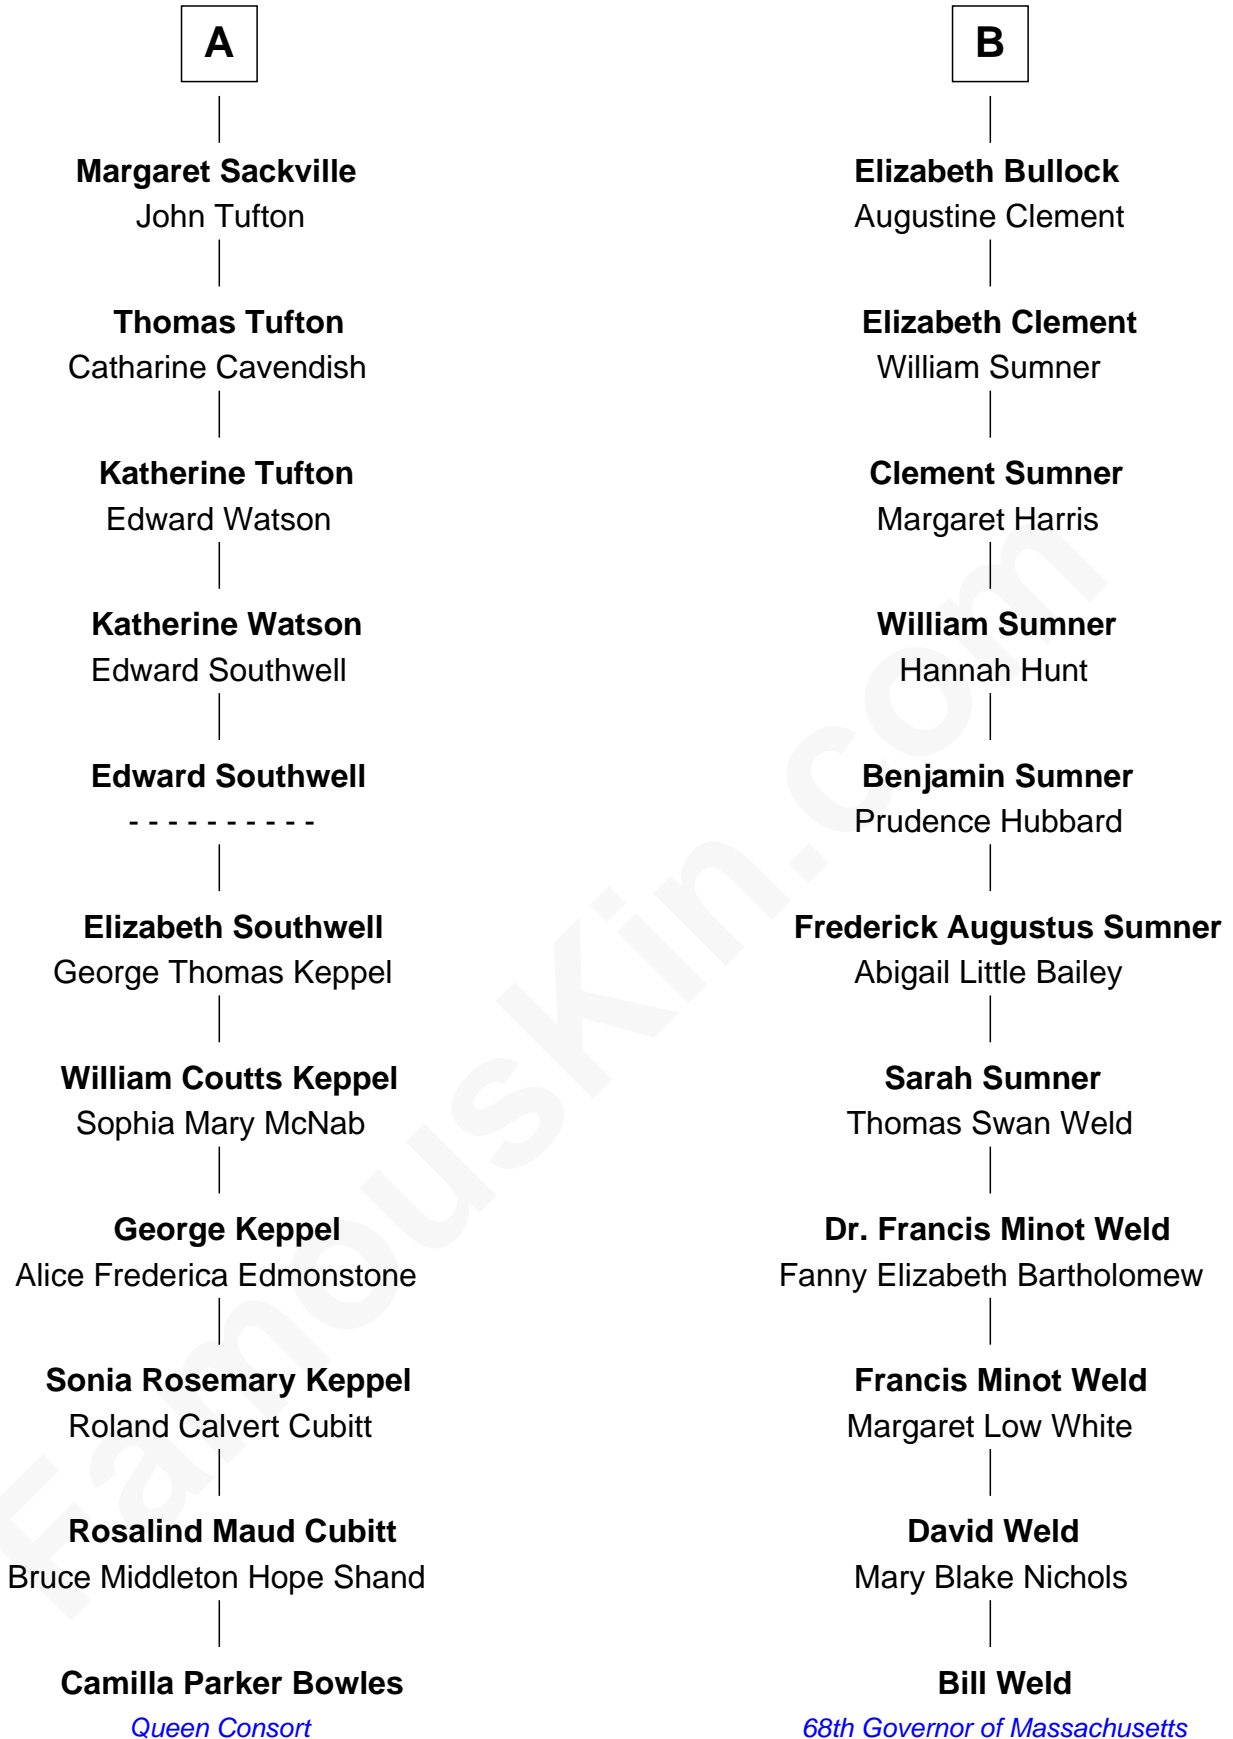 A
Margaret Sackville
John Tufton
Thomas Tufton
Catharine Cavendish
Katherine Tufton
Edward Watson
Katherine Watson
Edward Southwell
Edward Southwell
- - - - - - - - - -
Elizabeth Southwell
George Thomas Keppel
William Coutts Keppel
Sophia Mary McNab
George Keppel
Alice Frederica Edmonstone
Sonia Rosemary Keppel
Roland Calvert Cubitt
Rosalind Maud Cubitt
Bruce Middleton Hope Shand
Camilla Parker Bowles
Queen Consort
B
Elizabeth Bullock
Augustine Clement
Elizabeth Clement
William Sumner
Clement Sumner
Margaret Harris
William Sumner
Hannah Hunt
Benjamin Sumner
Prudence Hubbard
Frederick Augustus Sumner
Abigail Little Bailey
Sarah Sumner
Thomas Swan Weld
Dr. Francis Minot Weld
Fanny Elizabeth Bartholomew
Francis Minot Weld
Margaret Low White
David Weld
Mary Blake Nichols
Bill Weld
68th Governor of Massachusetts
FamousKin.com